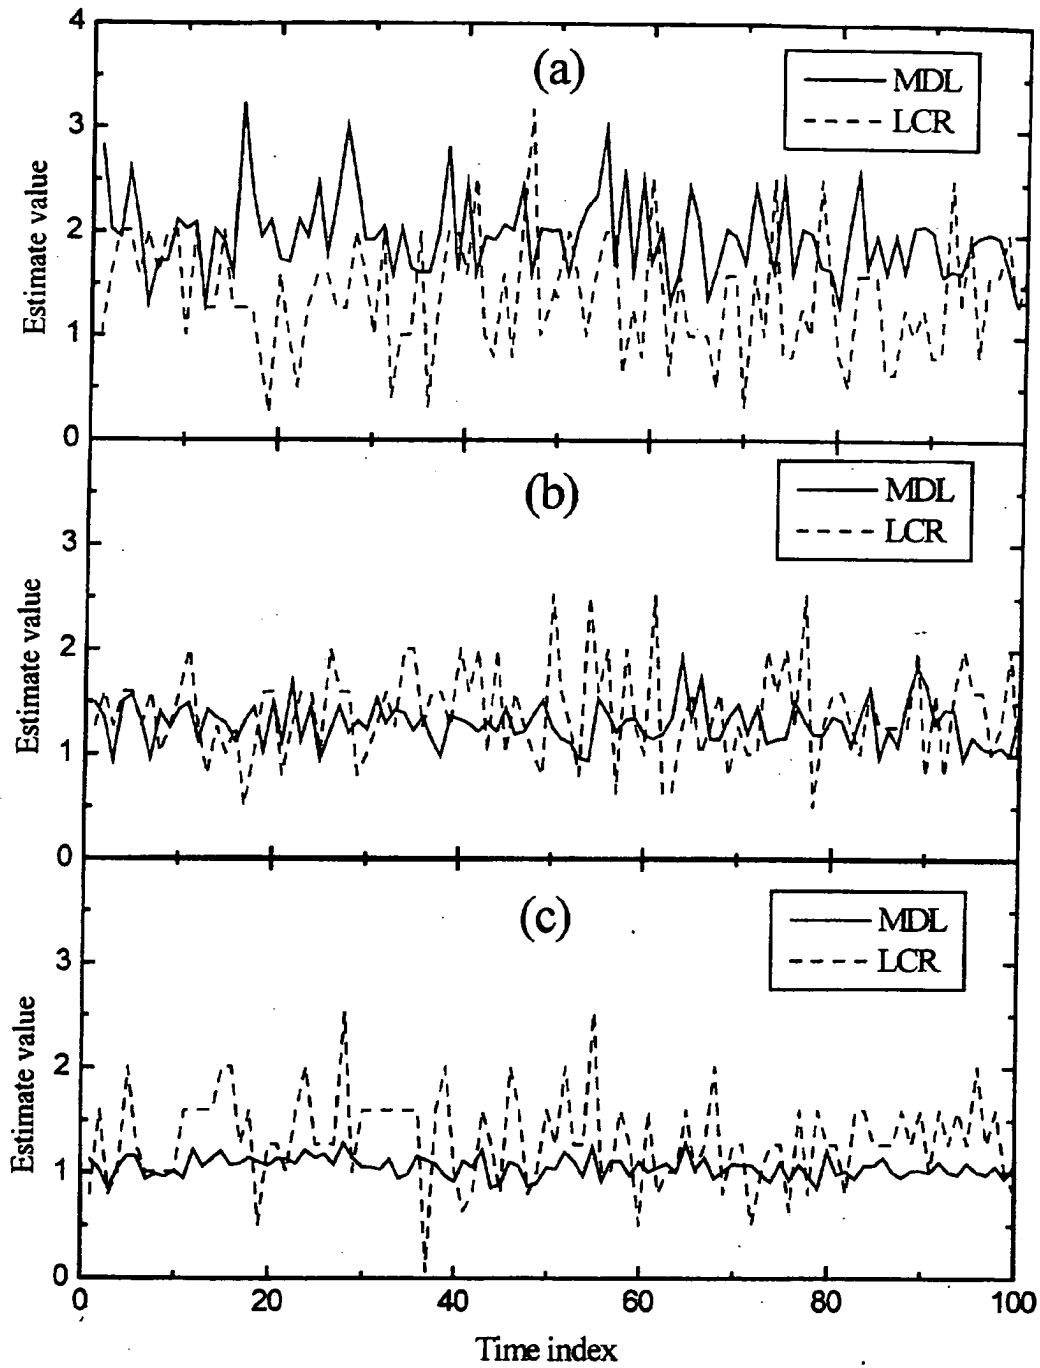 4
(a)
MDL
LCR
3
Estimate value
2
1
0
(b)
MDL
LCR
3
Estimate value
2
1
0
(c)
MDL
LCR
3
Estimate value
2
1
0
0 20 40 60 80 100
Time index